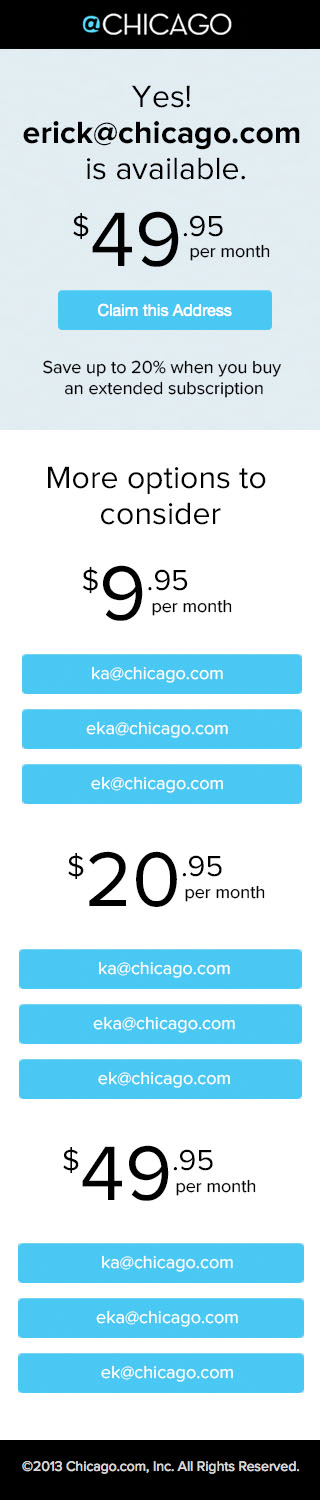 @CHICAGO
Yes!
erick@chicago.com
is available.
$49.95
per month
Claim this Address
Save up to 20% when you buy
an extended subscription
More options to
consider
$9.95
per month
ka@chicago.com
eka@chicago.com
ek@chicago.com
$20.95
per month
ka@chicago.com
eka@chicago.com
ek@chicago.com
$49.95
per month
ka@chicago.com
eka@chicago.com
ek@chicago.com
©2013 Chicago.com, Inc. All Rights Reserved.